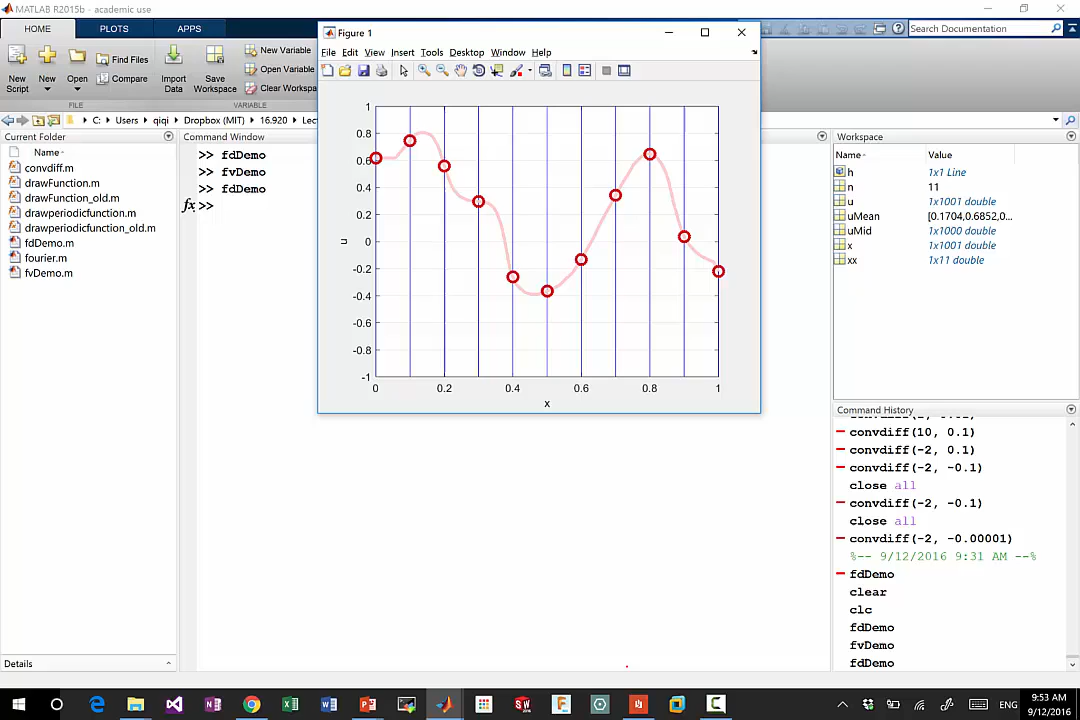 MATLAB R2015b - academic use
HOME PLOTS APPS
Search Documentation
New Script
New
Open
Find Files
Compare
Import Data
Save Workspace
New Variable
Open Variable
Clear Workspa
FILE
VARIABLE
C: Users qiqi Dropbox (MIT) 16.920 Lec
Current Folder
Name
convdiff.m
drawFunction.m
drawFunction_old.m
drawperiodicfunction.m
drawperiodicfunction_old.m
fdDemo.m
fourier.m
fvDemo.m
Details
Command Window
>> fdDemo
>> fvDemo
>> fdDemo
fx >>
Figure 1
File Edit View Insert Tools Desktop Window Help
1
0.8
0.6
0.4
0.2
0
-0.2
-0.4
-0.6
-0.8
-1
u
0 0.2 0.4 0.6 0.8 1
x
Workspace
Name Value
h 1x1 Line
n 11
u 1x1001 double
uMean [0.1704,0.6852,0...
uMid 1x1000 double
x 1x1001 double
xx 1x11 double
Command History
convdiff(10, 0.1)
convdiff(-2, 0.1)
convdiff(-2, -0.1)
close all
convdiff(-2, -0.1)
close all
convdiff(-2, -0.00001)
%-- 9/12/2016 9:31 AM --%
fdDemo
clear
clc
fdDemo
fvDemo
fdDemo
ENG
9:53 AM
9/12/2016